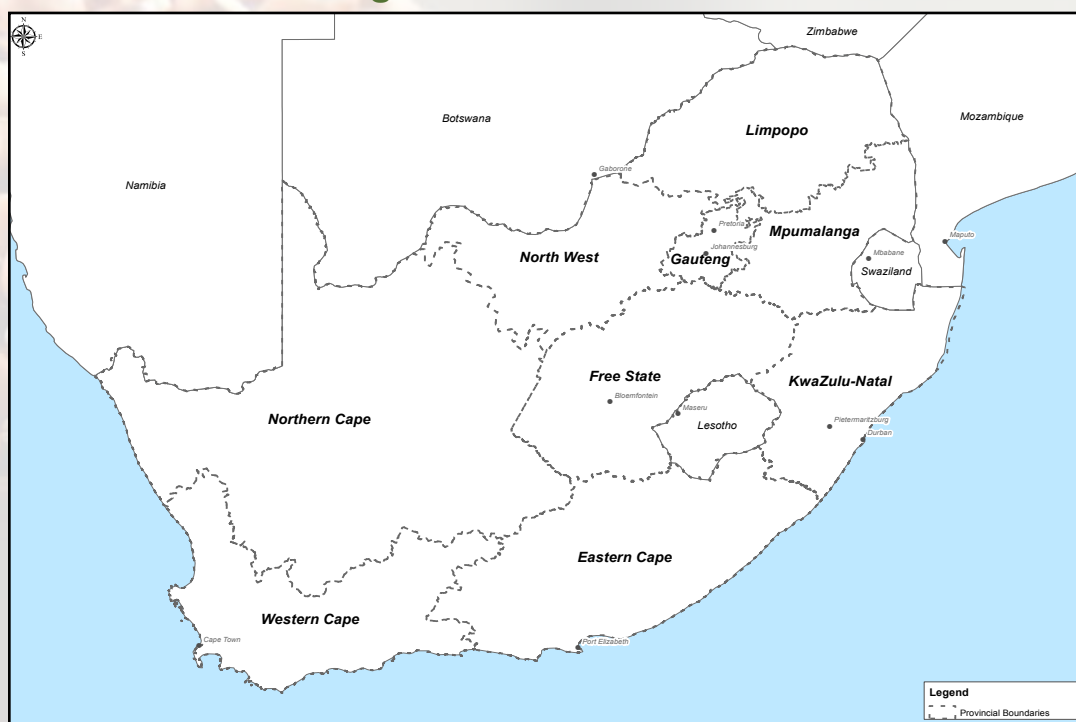 N
E
S
Zimbabwe
Mozambique
Botswana
Limpopo
Namibia
Gaborone
Pretoria
Mpumalanga
Maputo
Johannesburg
North West
Gauteng
Mbabane
Swaziland
Free State
KwaZulu-Natal
Bloemfontein
Maseru
Northern Cape
Lesotho
Pietermaritzburg
Durban
Eastern Cape
Western Cape
Cape Town
Port Elizabeth
Legend
Provincial Boundaries